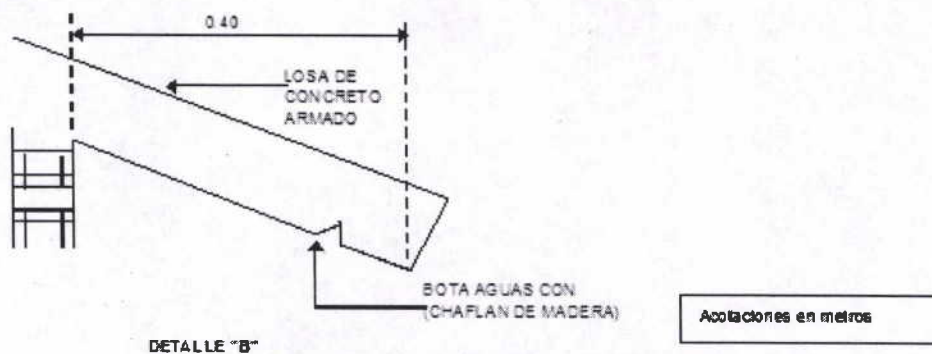 0.40
LOSA DE
CONCRETO
ARMADO
BOTA AGUAS CON
(CHAFLAN DE MADERA)
Acotaciones en metros
DETALLE "B"